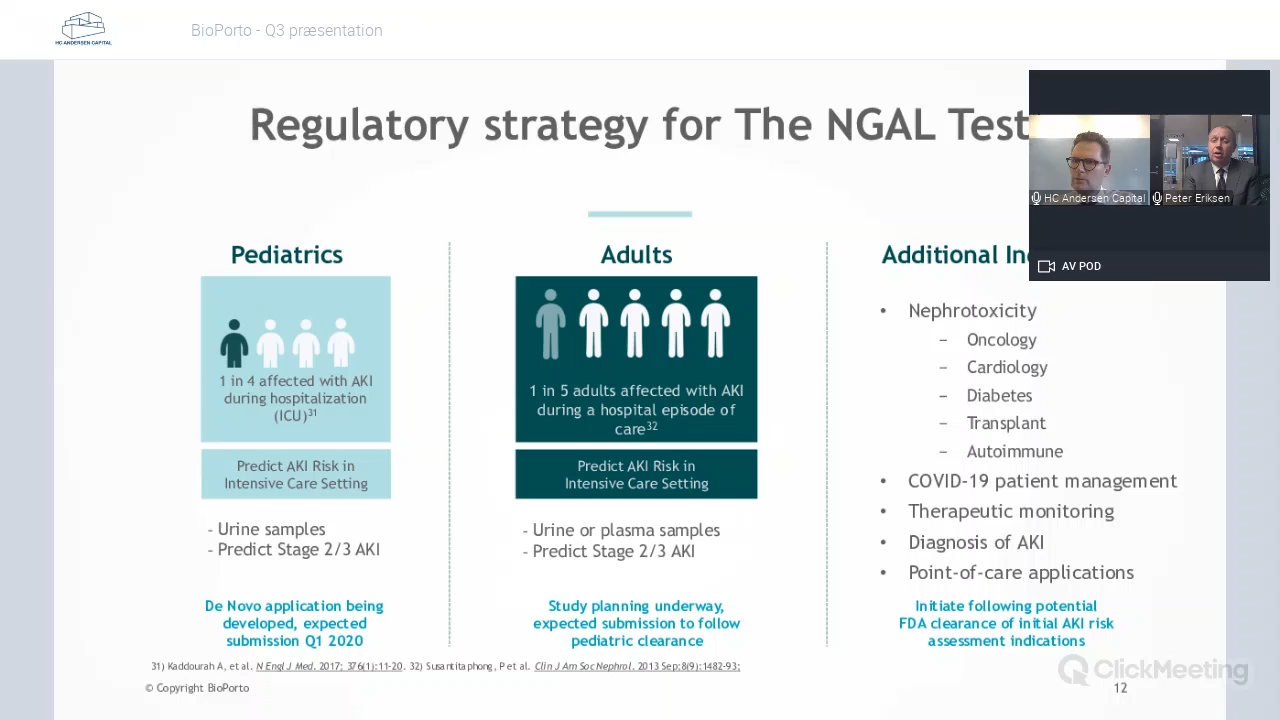 HC ANDERSEN CAPITAL
BioPorto - Q3 præsentation
Regulatory strategy for The NGAL Test
HC Andersen Capital
Peter Eriksen
AV POD
Pediatrics
1 in 4 affected with AKI
during hospitalization
(ICU)31
Predict AKI Risk in
Intensive Care Setting
- Urine samples
- Predict Stage 2/3 AKI
De Novo application being
developed, expected
submission Q1 2020
Adults
1 in 5 adults affected with AKI
during a hospital episode of
care32
Predict AKI Risk in
Intensive Care Setting
- Urine or plasma samples
- Predict Stage 2/3 AKI
Study planning underway,
expected submission to follow
pediatric clearance
Additional
• Nephrotoxicity
– Oncology
– Cardiology
– Diabetes
– Transplant
– Autoimmune
• COVID-19 patient management
• Therapeutic monitoring
• Diagnosis of AKI
• Point-of-care applications
Initiate following potential
FDA clearance of initial AKI risk
assessment indications
31) Kaddourah A, et al. N Engl J Med. 2017; 376(1):11-20. 32) Susantitaphong, P et al. Clin J Am Soc Nephrol. 2013 Sep;8(9):1482-93;
© Copyright BioPorto
ClickMeeting
12